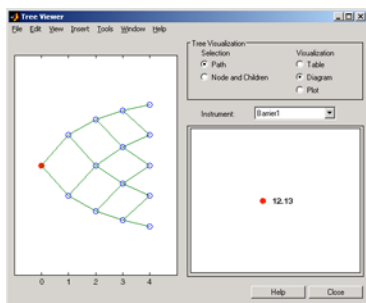 Tree Viewer
File Edit View Insert Tools Window Help
Tree Visualization
Selection Visualization
Path Table
Node and Children Diagram
Plot
Instrument: Barrier1
12.13
0 1 2 3 4
Help Close